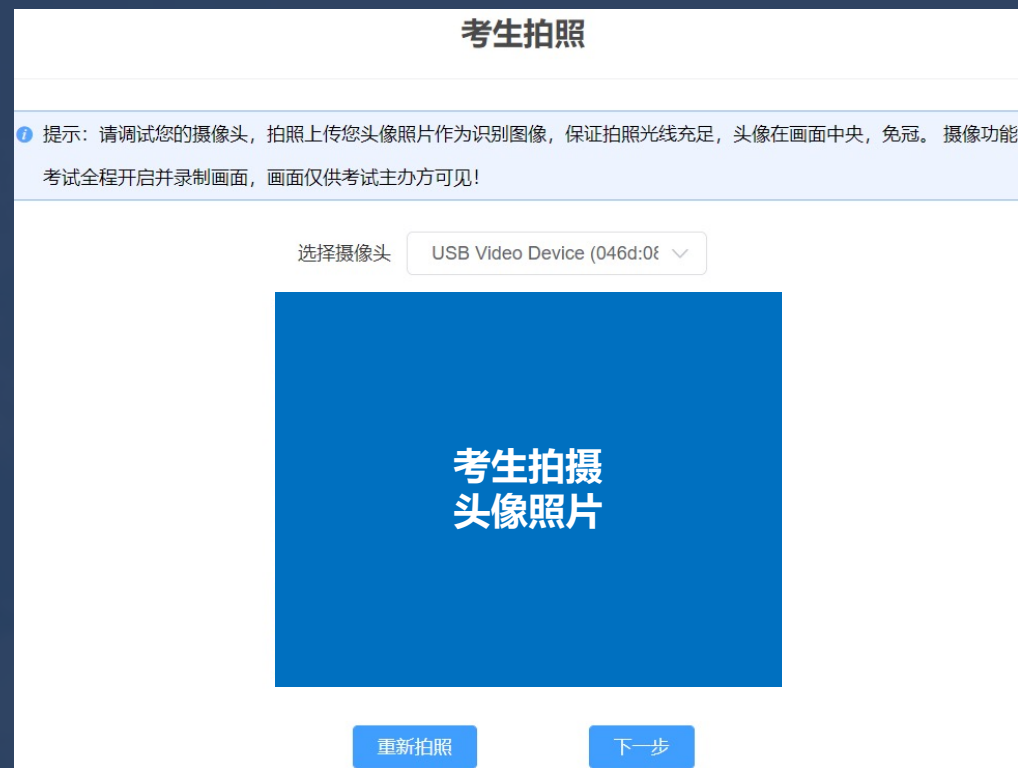 考生拍照
提示：请调试您的摄像头，拍照上传您头像照片作为识别图像，保证拍照光线充足，头像在画面中央，免冠。 摄像功能
考试全程开启并录制画面，画面仅供考试主办方可见！
选择摄像头 USB Video Device (046d:08
考生拍摄
头像照片
重新拍照 下一步